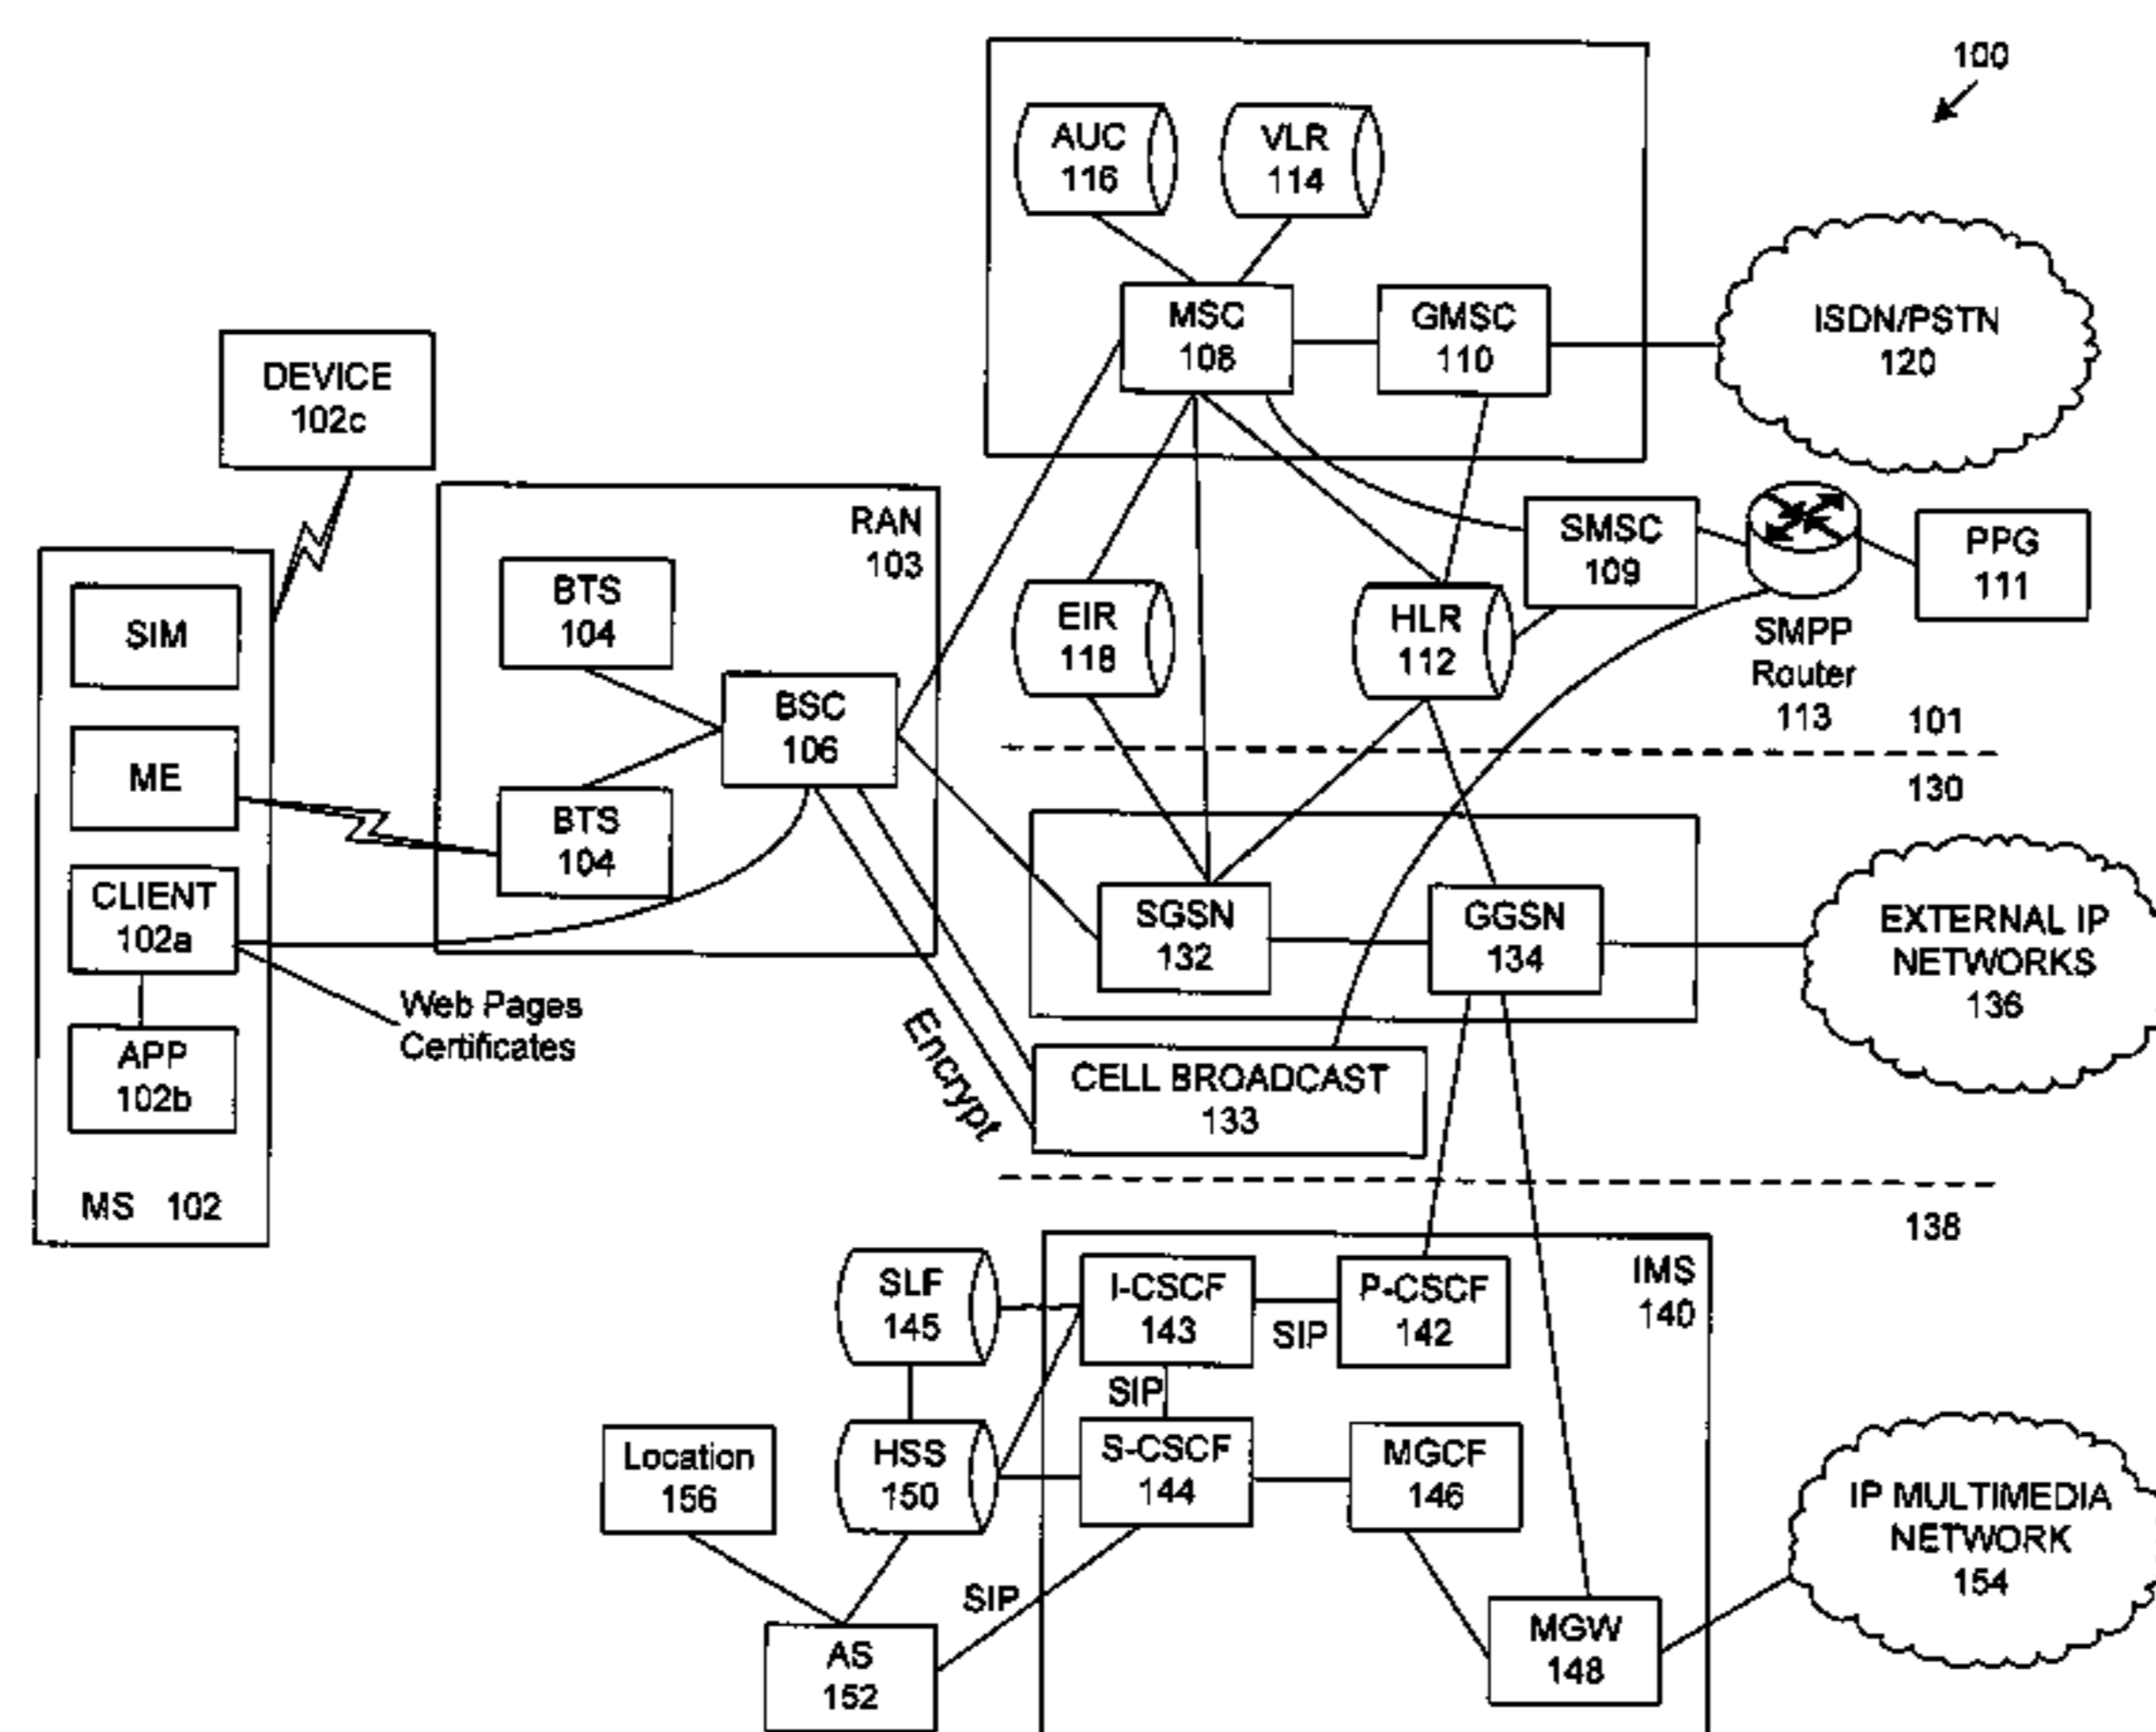 100
AUC
116
VLR
114
MSC
108
GMSC
110
ISDN/PSTN
120
DEVICE
102c
RAN
103
SMSC
109
PPG
111
SIM
BTS
104
EIR
118
HLR
112
SMPP
Router
113
101
BSC
106
ME
130
BTS
104
CLIENT
102a
SGSN
132
GGSN
134
EXTERNAL IP
NETWORKS
136
Web Pages
Certificates
APP
102b
Encrypt
CELL BROADCAST
133
MS 102
138
SLF
145
I-CSCF
143
SIP
P-CSCF
142
IMS
140
SIP
Location
156
HSS
150
S-CSCF
144
MGCF
146
IP MULTIMEDIA
NETWORK
154
SIP
AS
152
MGW
148